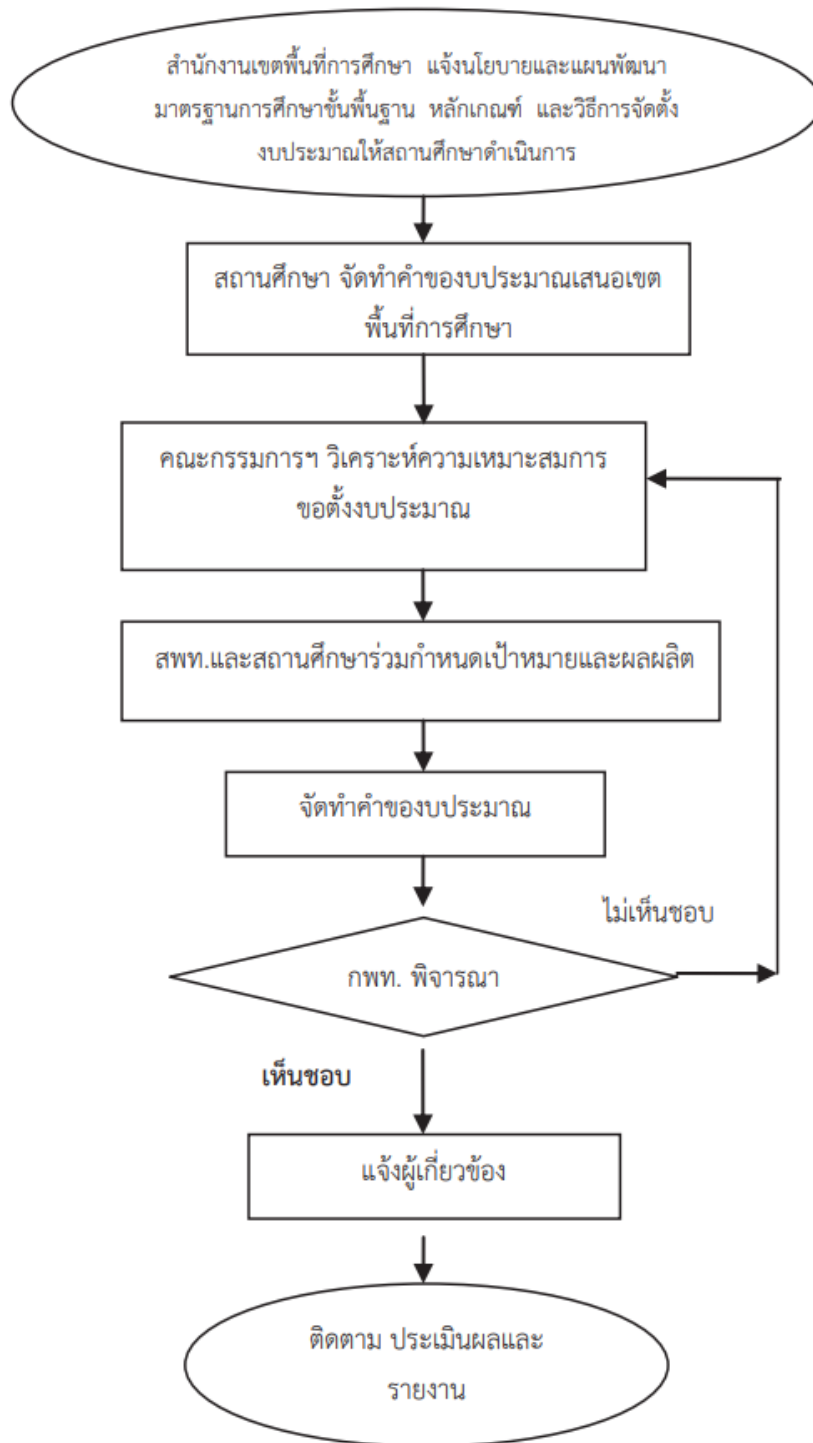 สำนักงานเขตพื้นที่การศึกษา แจ้งนโยบายและแผนพัฒนา
มาตรฐานการศึกษาขั้นพื้นฐาน หลักเกณฑ์ และวิธีการจัดตั้ง
งบประมาณให้สถานศึกษาดำเนินการ
สถานศึกษา จัดทำคำของบประมาณเสนอเขต
พื้นที่การศึกษา
คณะกรรมการฯ วิเคราะห์ความเหมาะสมการ
ขอตั้งงบประมาณ
สพท.และสถานศึกษาร่วมกำหนดเป้าหมายและผลผลิต
จัดทำคำของบประมาณ
ไม่เห็นชอบ
กพท. พิจารณา
เห็นชอบ
แจ้งผู้เกี่ยวข้อง
ติดตาม ประเมินผลและ
รายงาน